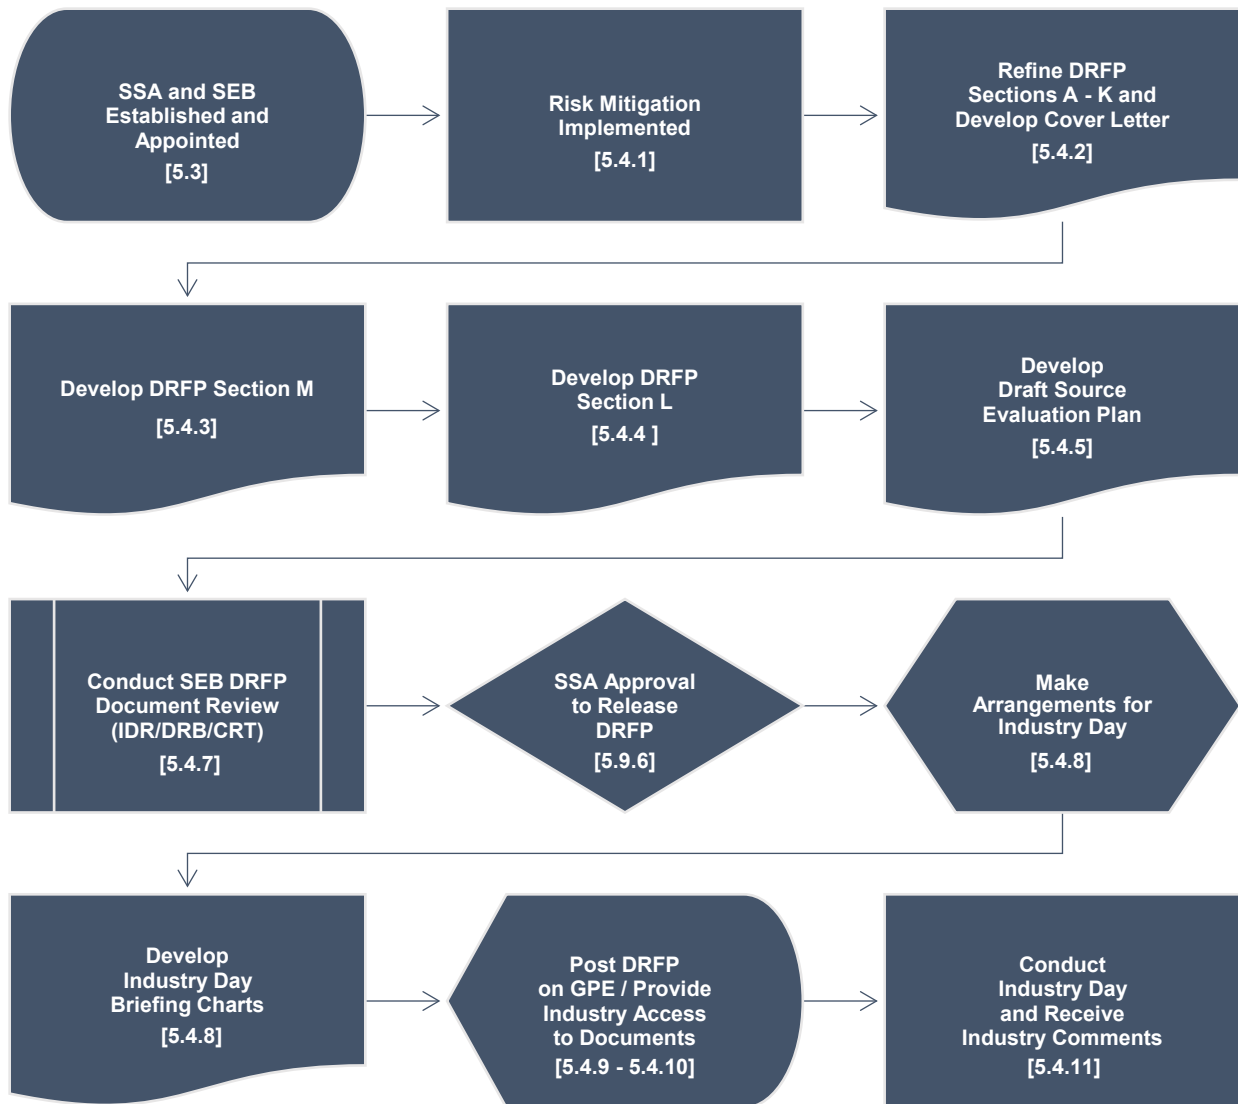 SSA and SEB
Established and
Appointed
[5.3]
Risk Mitigation
Implemented
[5.4.1]
Refine DRFP
Sections A - K and
Develop Cover Letter
[5.4.2]
Develop DRFP Section M
[5.4.3]
Develop DRFP
Section L
[5.4.4 ]
Develop
Draft Source
Evaluation Plan
[5.4.5]
Conduct SEB DRFP
Document Review
(IDR/DRB/CRT)
[5.4.7]
SSA Approval
to Release
DRFP
[5.9.6]
Make
Arrangements for
Industry Day
[5.4.8]
Develop
Industry Day
Briefing Charts
[5.4.8]
Post DRFP
on GPE / Provide
Industry Access
to Documents
[5.4.9 - 5.4.10]
Conduct
Industry Day
and Receive
Industry Comments
[5.4.11]